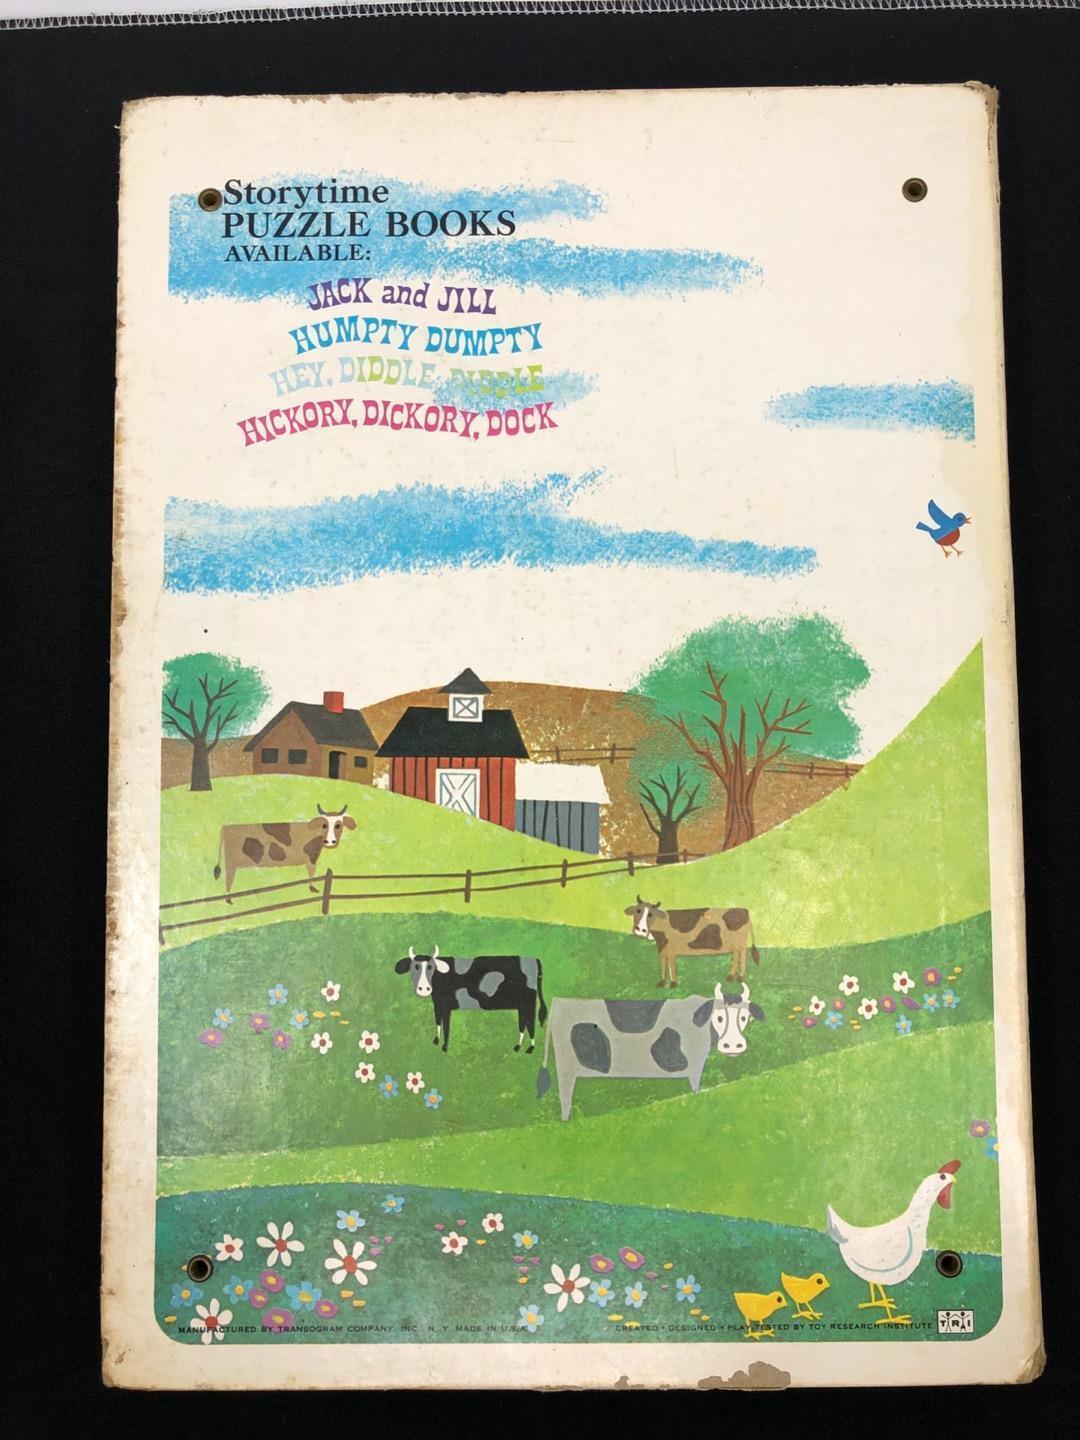 Storytime
PUZZLE BOOKS
AVAILABLE:
JACK and JILL
HUMPTY DUMPTY
HEY, DIDDLE, DIDDLE
HICKORY, DICKORY, DOCK
MANUFACTURED BY TRANSOGRAM COMPANY, INC., N. Y. MADE IN U.S.A.
CREATED • DESIGNED • PLAY-TESTED BY TOY RESEARCH INSTITUTE
TRI